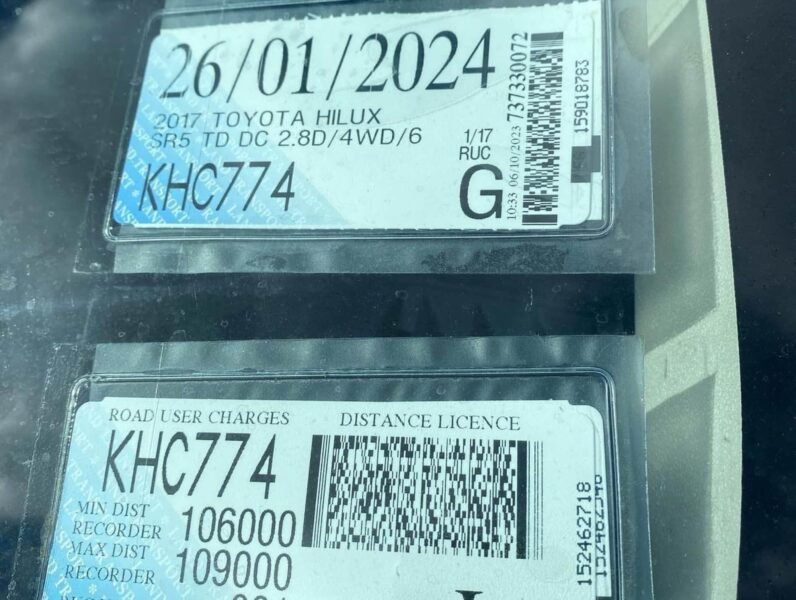 26/01/2024
2017 TOYOTA HILUX
SR5 TD DC 2.8D/4WD/6
1/17
RUC
KHC774
G
10:33 06/10/2023 737330072
159018783
ROAD USER CHARGES
DISTANCE LICENCE
KHC774
MIN DIST
RECORDER 106000
MAX DIST
RECORDER 109000
152462718